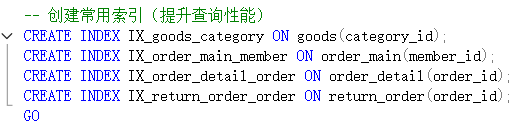 -- 创建常用索引（提升查询性能）
CREATE INDEX IX_goods_category ON goods(category_id);
CREATE INDEX IX_order_main_member ON order_main(member_id);
CREATE INDEX IX_order_detail_order ON order_detail(order_id);
CREATE INDEX IX_return_order_order ON return_order(order_id);
GO